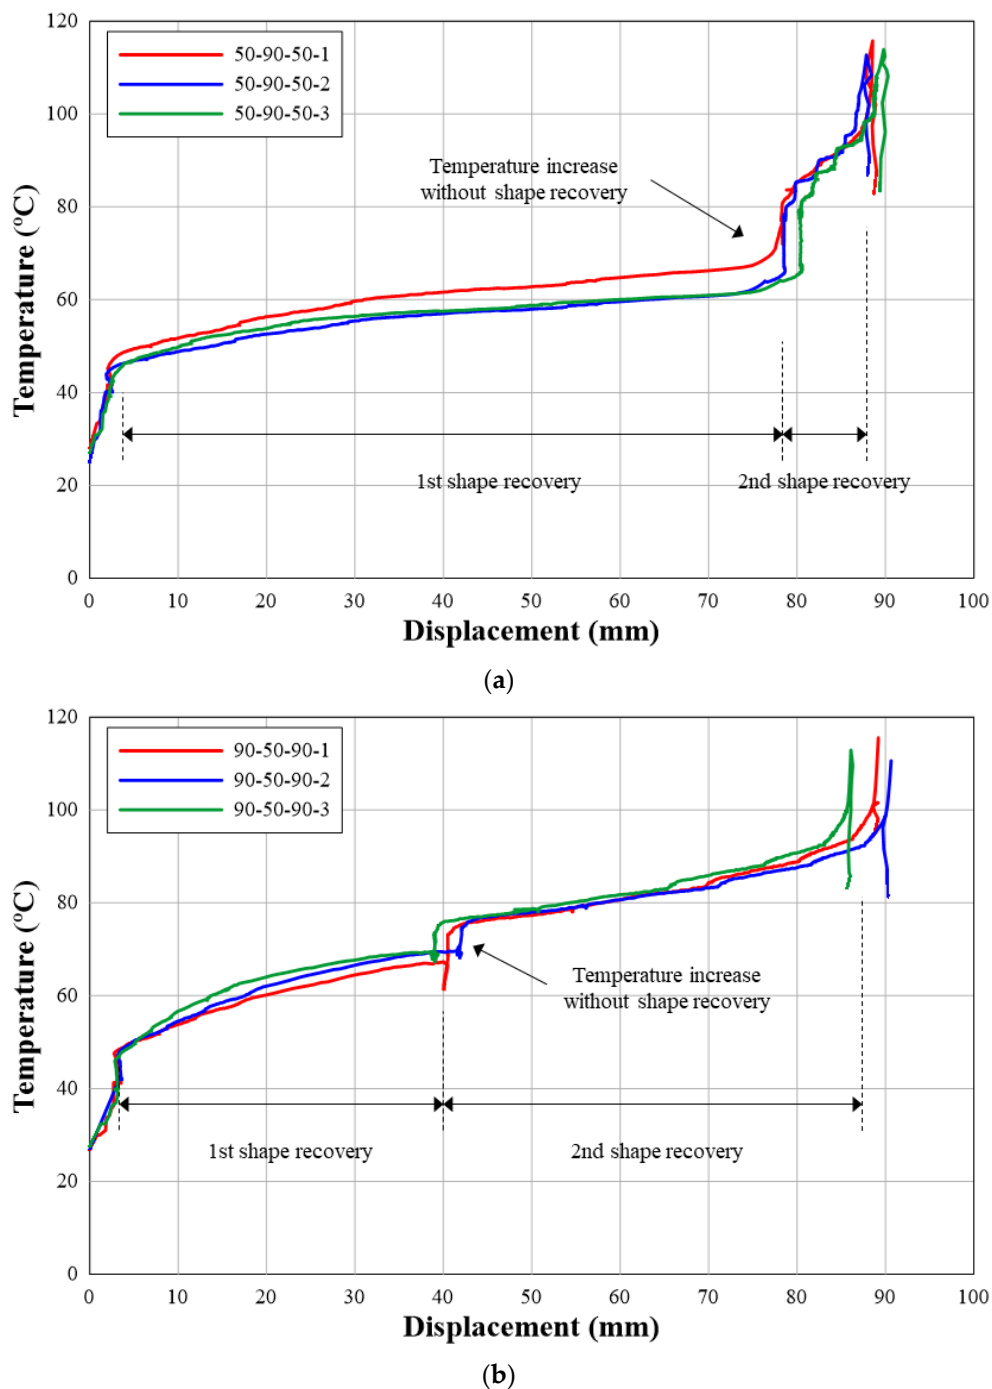 (a)
120
100
80
60
40
20
0
Temperature (°C)
50-90-50-1
50-90-50-2
50-90-50-3
Temperature increase
without shape recovery
1st shape recovery
2nd shape recovery
0 10 20 30 40 50 60 70 80 90 100
Displacement (mm)
(a)
120
100
80
60
40
20
0
Temperature (°C)
90-50-90-1
90-50-90-2
90-50-90-3
Temperature increase
without shape recovery
1st shape recovery
2nd shape recovery
0 10 20 30 40 50 60 70 80 90 100
Displacement (mm)
(b)